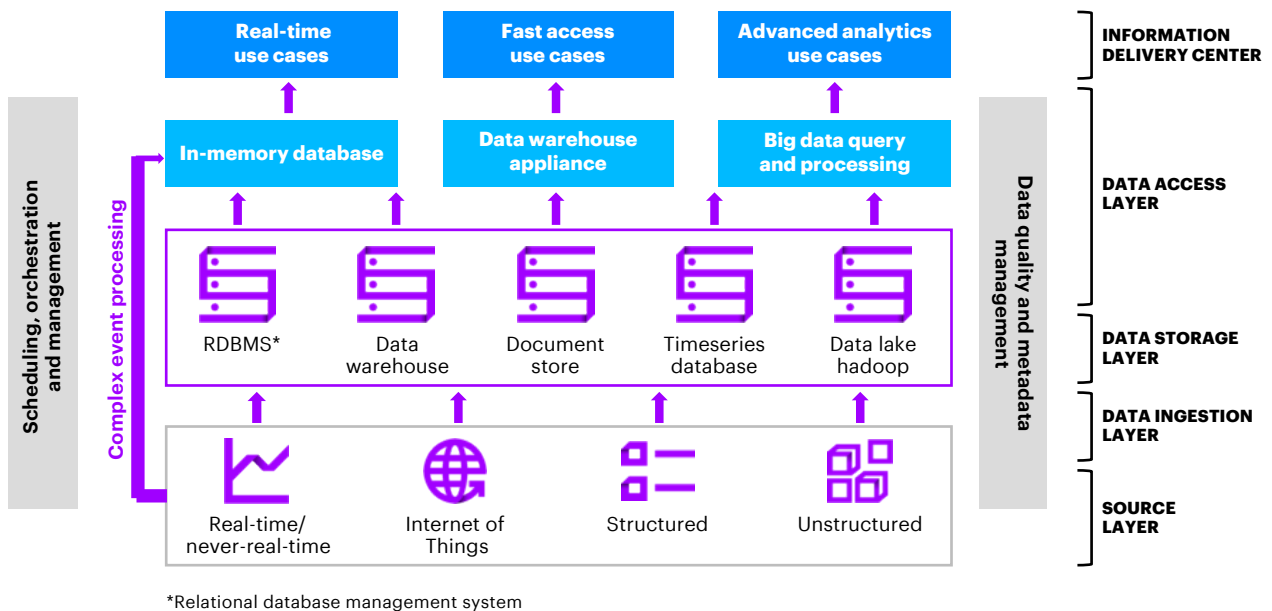 Real-time
use cases
Fast access
use cases
Advanced analytics
use cases
INFORMATION
DELIVERY CENTER
In-memory database
Data warehouse
appliance
Big data query
and processing
DATA ACCESS
LAYER
Scheduling, orchestration
and management
Complex event processing
Data quality and metadata
management
RDBMS*
Data
warehouse
Document
store
Timeseries
database
Data lake
hadoop
DATA STORAGE
LAYER
DATA INGESTION
LAYER
Real-time/
never-real-time
Internet of
Things
Structured
Unstructured
SOURCE
LAYER
*Relational database management system